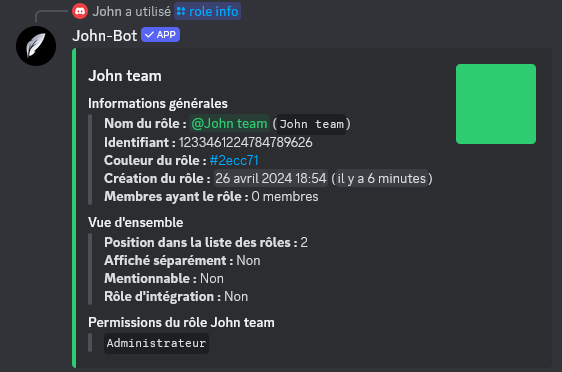 John a utilisé role info
John-Bot APP
John team
Informations générales
Nom du rôle : @John team (John team)
Identifiant : 1233461224784789626
Couleur du rôle : #2ecc71
Création du rôle : 26 avril 2024 18:54 (il y a 6 minutes)
Membres ayant le rôle : 0 membres
Vue d'ensemble
Position dans la liste des rôles : 2
Affiché séparément : Non
Mentionnable : Non
Rôle d'intégration : Non
Permissions du rôle John team
Administrateur